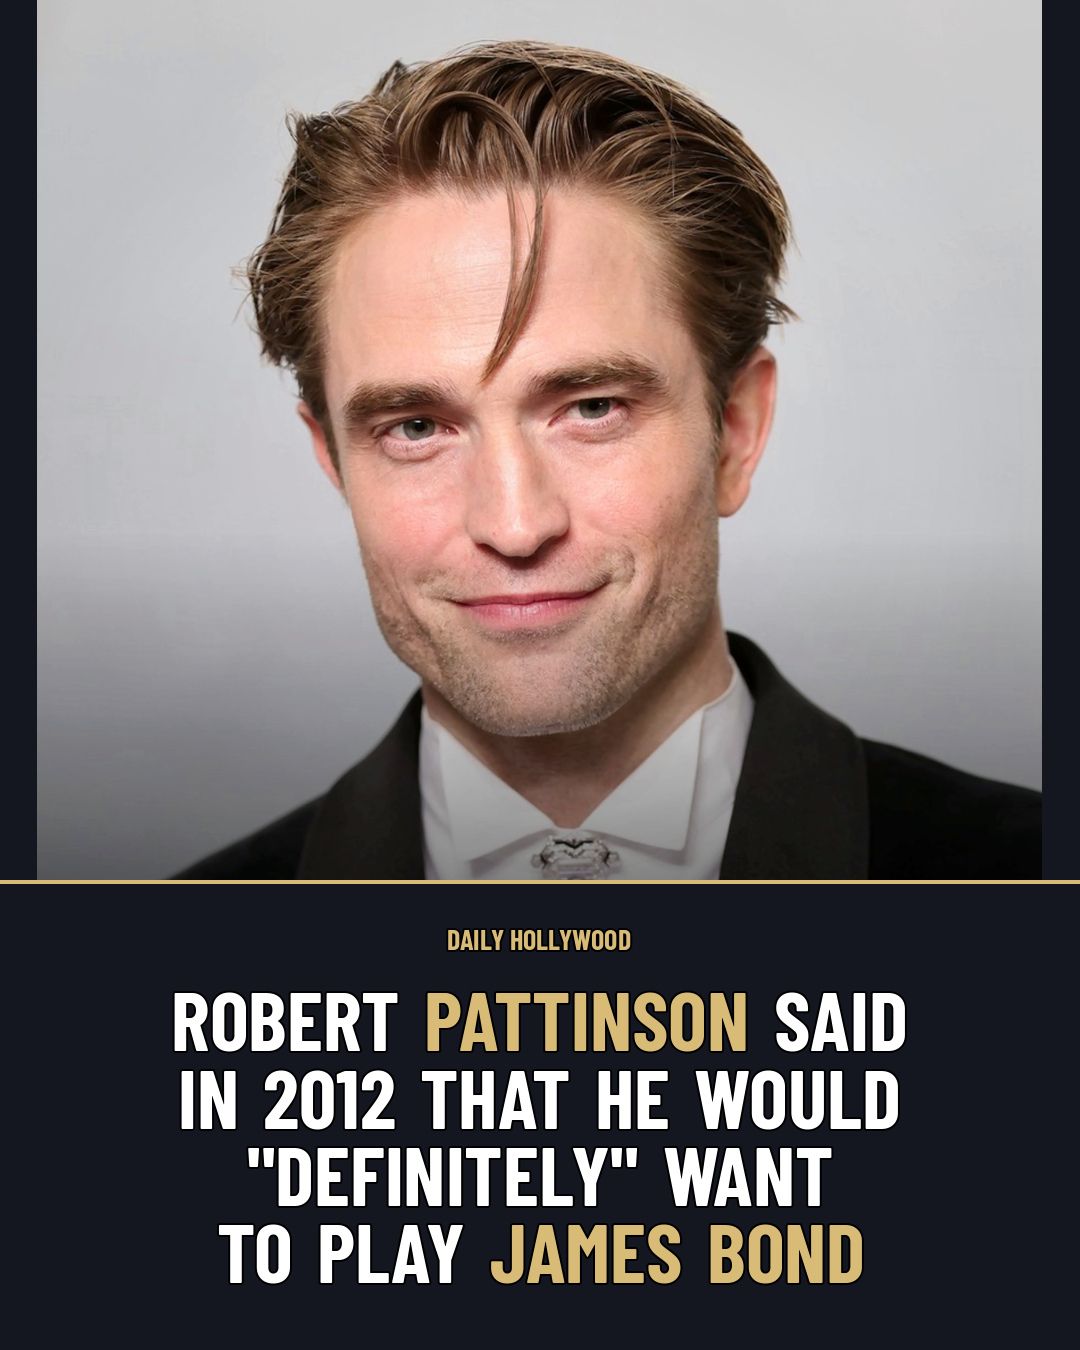 DAILY HOLLYWOOD
ROBERT PATTINSON SAID
IN 2012 THAT HE WOULD
"DEFINITELY" WANT
TO PLAY JAMES BOND